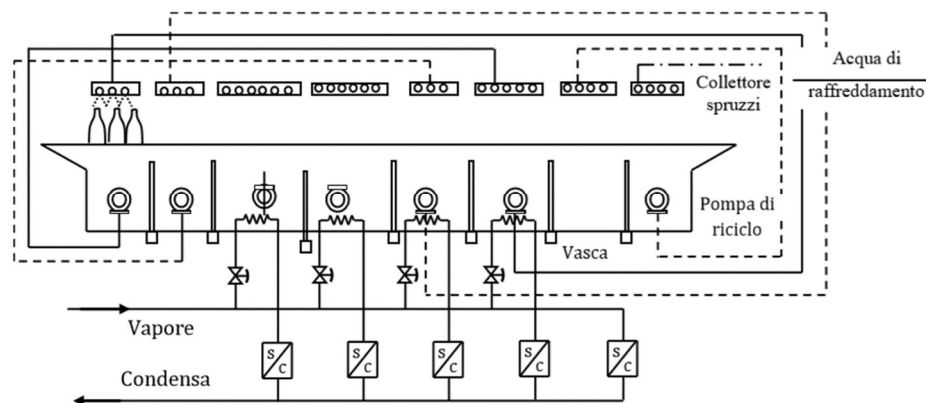 Acqua di
raffreddamento
Collettore
spruzzi
Pompa di
riciclo
Vasca
Vapore
S/C
S/C
S/C
S/C
S/C
Condensa